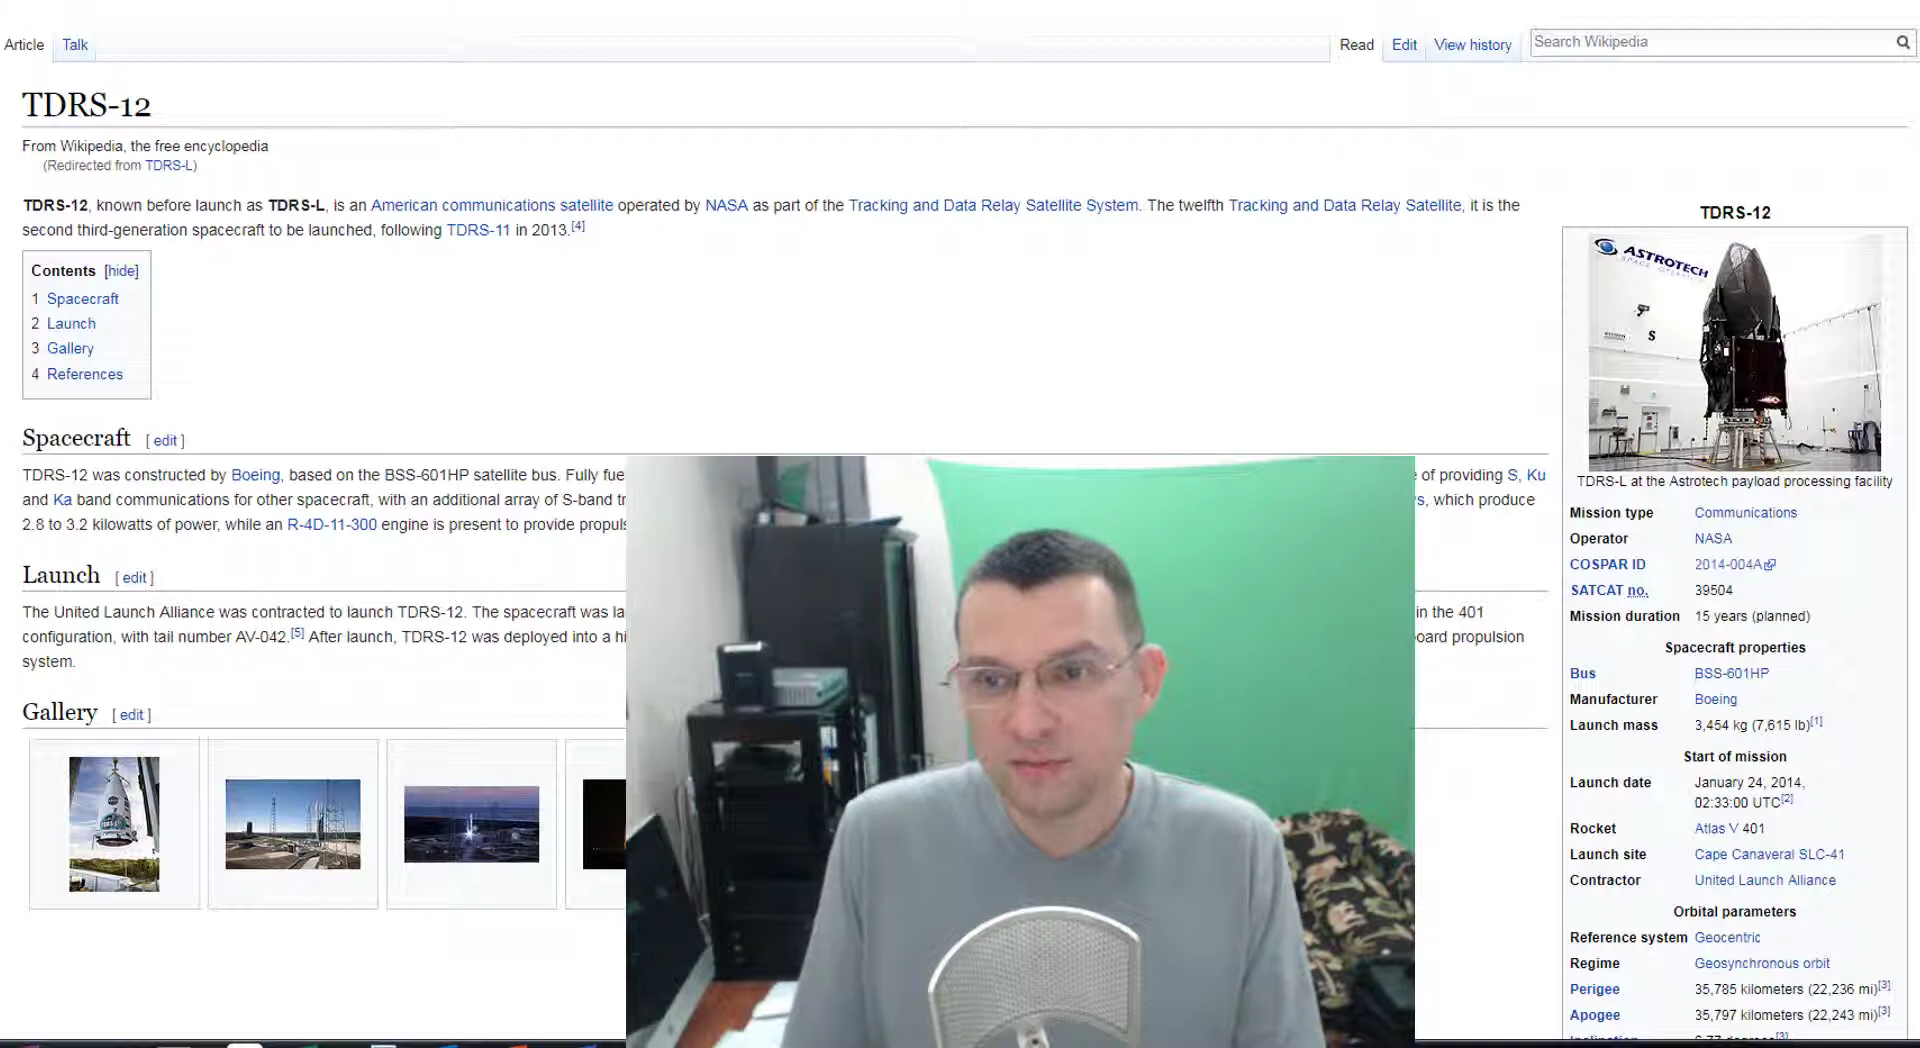 Article Talk Read Edit View history Search Wikipedia
TDRS-12
From Wikipedia, the free encyclopedia
(Redirected from TDRS-L)
TDRS-12, known before launch as TDRS-L, is an American communications satellite operated by NASA as part of the Tracking and Data Relay Satellite System. The twelfth Tracking and Data Relay Satellite, it is the
second third-generation spacecraft to be launched, following TDRS-11 in 2013.[4]
Contents [hide]
1 Spacecraft
2 Launch
3 Gallery
4 References
Spacecraft [ edit ]
TDRS-12 was constructed by Boeing, based on the BSS-601HP satellite bus. Fully fue
of providing S, Ku
and Ka band communications for other spacecraft, with an additional array of S-band tr
s, which produce
2.8 to 3.2 kilowatts of power, while an R-4D-11-300 engine is present to provide propuls
Launch [ edit ]
The United Launch Alliance was contracted to launch TDRS-12. The spacecraft was la
in the 401
configuration, with tail number AV-042.[5] After launch, TDRS-12 was deployed into a hi
oard propulsion
system.
Gallery [ edit ]
TDRS-12
ASTROTECH
SPACE OPERATIONS
S
TDRS-L at the Astrotech payload processing facility
Mission type Communications
Operator NASA
COSPAR ID 2014-004A
SATCAT no. 39504
Mission duration 15 years (planned)
Spacecraft properties
Bus BSS-601HP
Manufacturer Boeing
Launch mass 3,454 kg (7,615 lb)[1]
Start of mission
Launch date January 24, 2014,
02:33:00 UTC[2]
Rocket Atlas V 401
Launch site Cape Canaveral SLC-41
Contractor United Launch Alliance
Orbital parameters
Reference system Geocentric
Regime Geosynchronous orbit
Perigee 35,785 kilometers (22,236 mi)[3]
Apogee 35,797 kilometers (22,243 mi)[3]